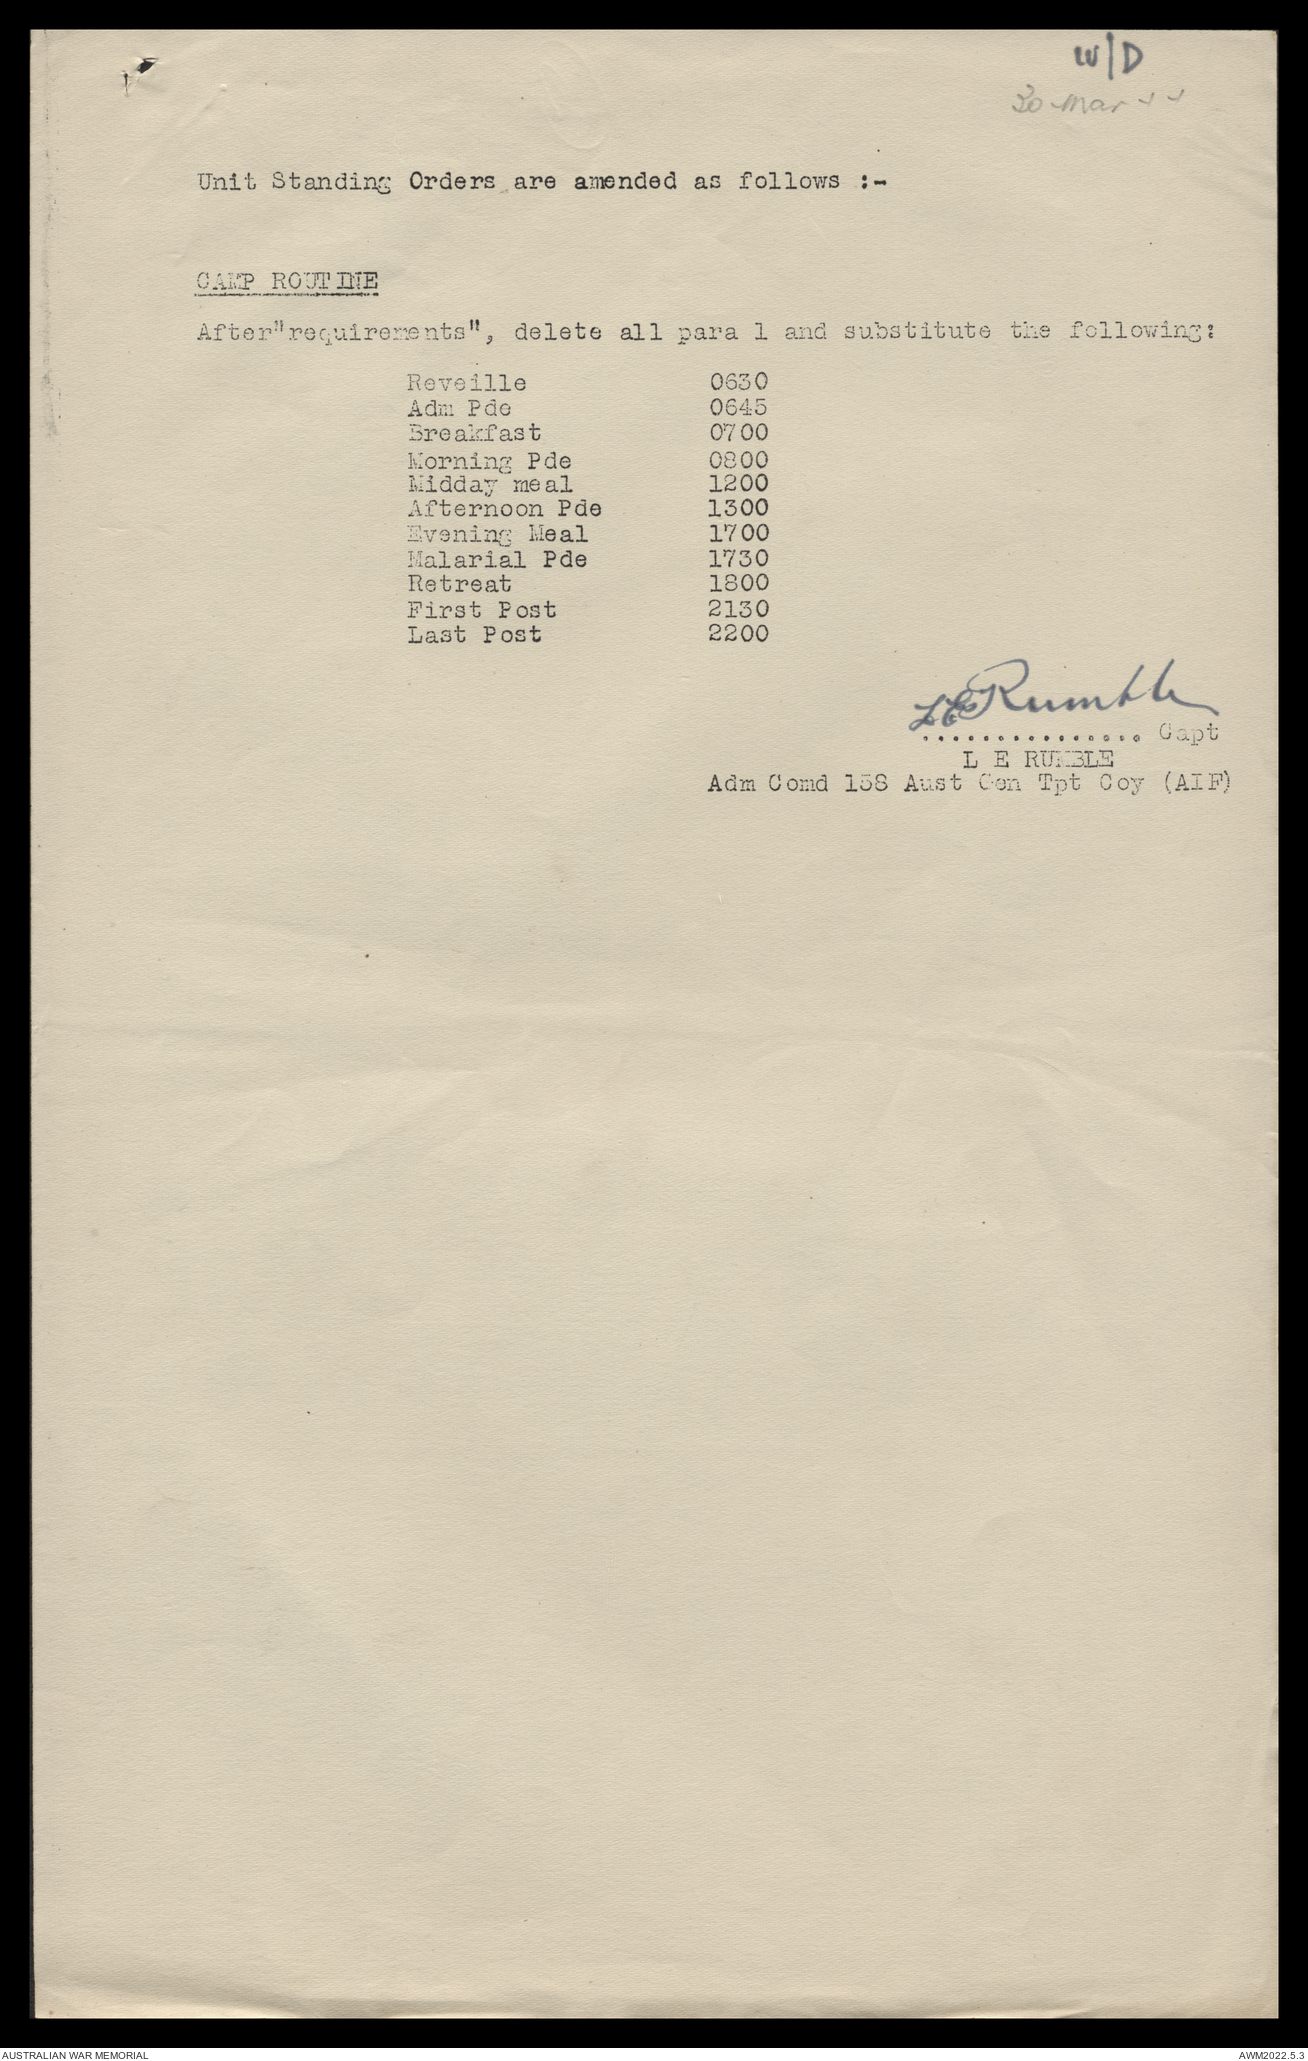 W/D
30 Mar
Unit Standing Orders are amended as follows :-
CAMP ROUTINE
After"requirements", delete all para 1 and substitute the following:
Reveille 0630
Adm Pde 0645
Breakfast 0700
Morning Pde 0800
Midday meal 1200
Afternoon Pde 1300
Evening Meal 1700
Malarial Pde 1730
Retreat 1800
First Post 2130
Last Post 2200
L E Rumble
............... Capt
L E RUMBLE
Adm Comd 158 Aust Gen Tpt Coy (AIF)
AUSTRALIAN WAR MEMORIAL AWM2022.5.3